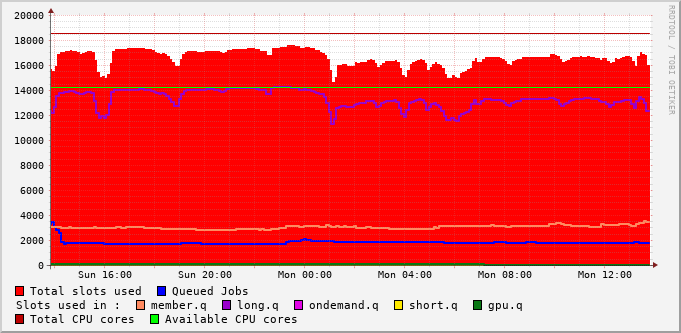 20000
18000
16000
14000
12000
10000
8000
6000
4000
2000
0
Sun 16:00 Sun 20:00 Mon 00:00 Mon 04:00 Mon 08:00 Mon 12:00
RRDTOOL / TOBI OETIKER
Total slots used Queued Jobs
Slots used in : member.q long.q ondemand.q short.q gpu.q
Total CPU cores Available CPU cores